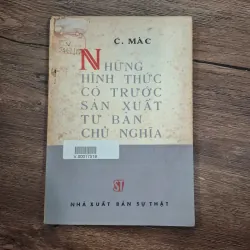 C. MÁC
NHỮNG
HÌNH THỨC
CÓ TRƯỚC
SẢN XUẤT
TƯ BẢN
CHỦ NGHĨA
ST
NHÀ XUẤT BẢN SỰ THẬT